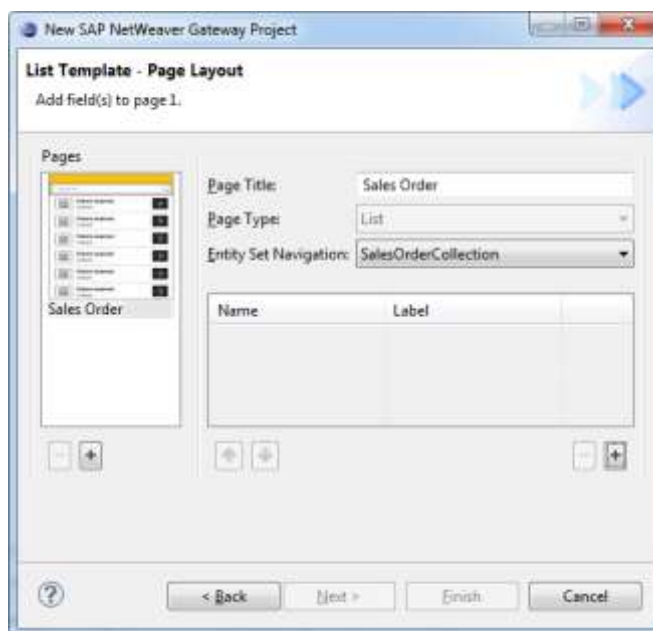 New SAP NetWeaver Gateway Project
List Template - Page Layout
Add field(s) to page 1.
Pages
Sales Order
Page Title: Sales Order
Page Type: List
Entity Set Navigation: SalesOrderCollection
Name Label
< Back Next > Finish Cancel